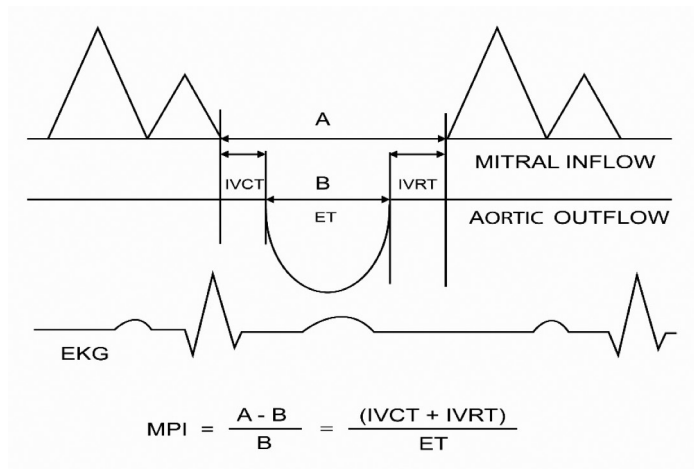 A
MITRAL INFLOW
IVCT
B
IVRT
ET
AORTIC OUTFLOW
EKG
MPI = A - B / B = (IVCT + IVRT) / ET